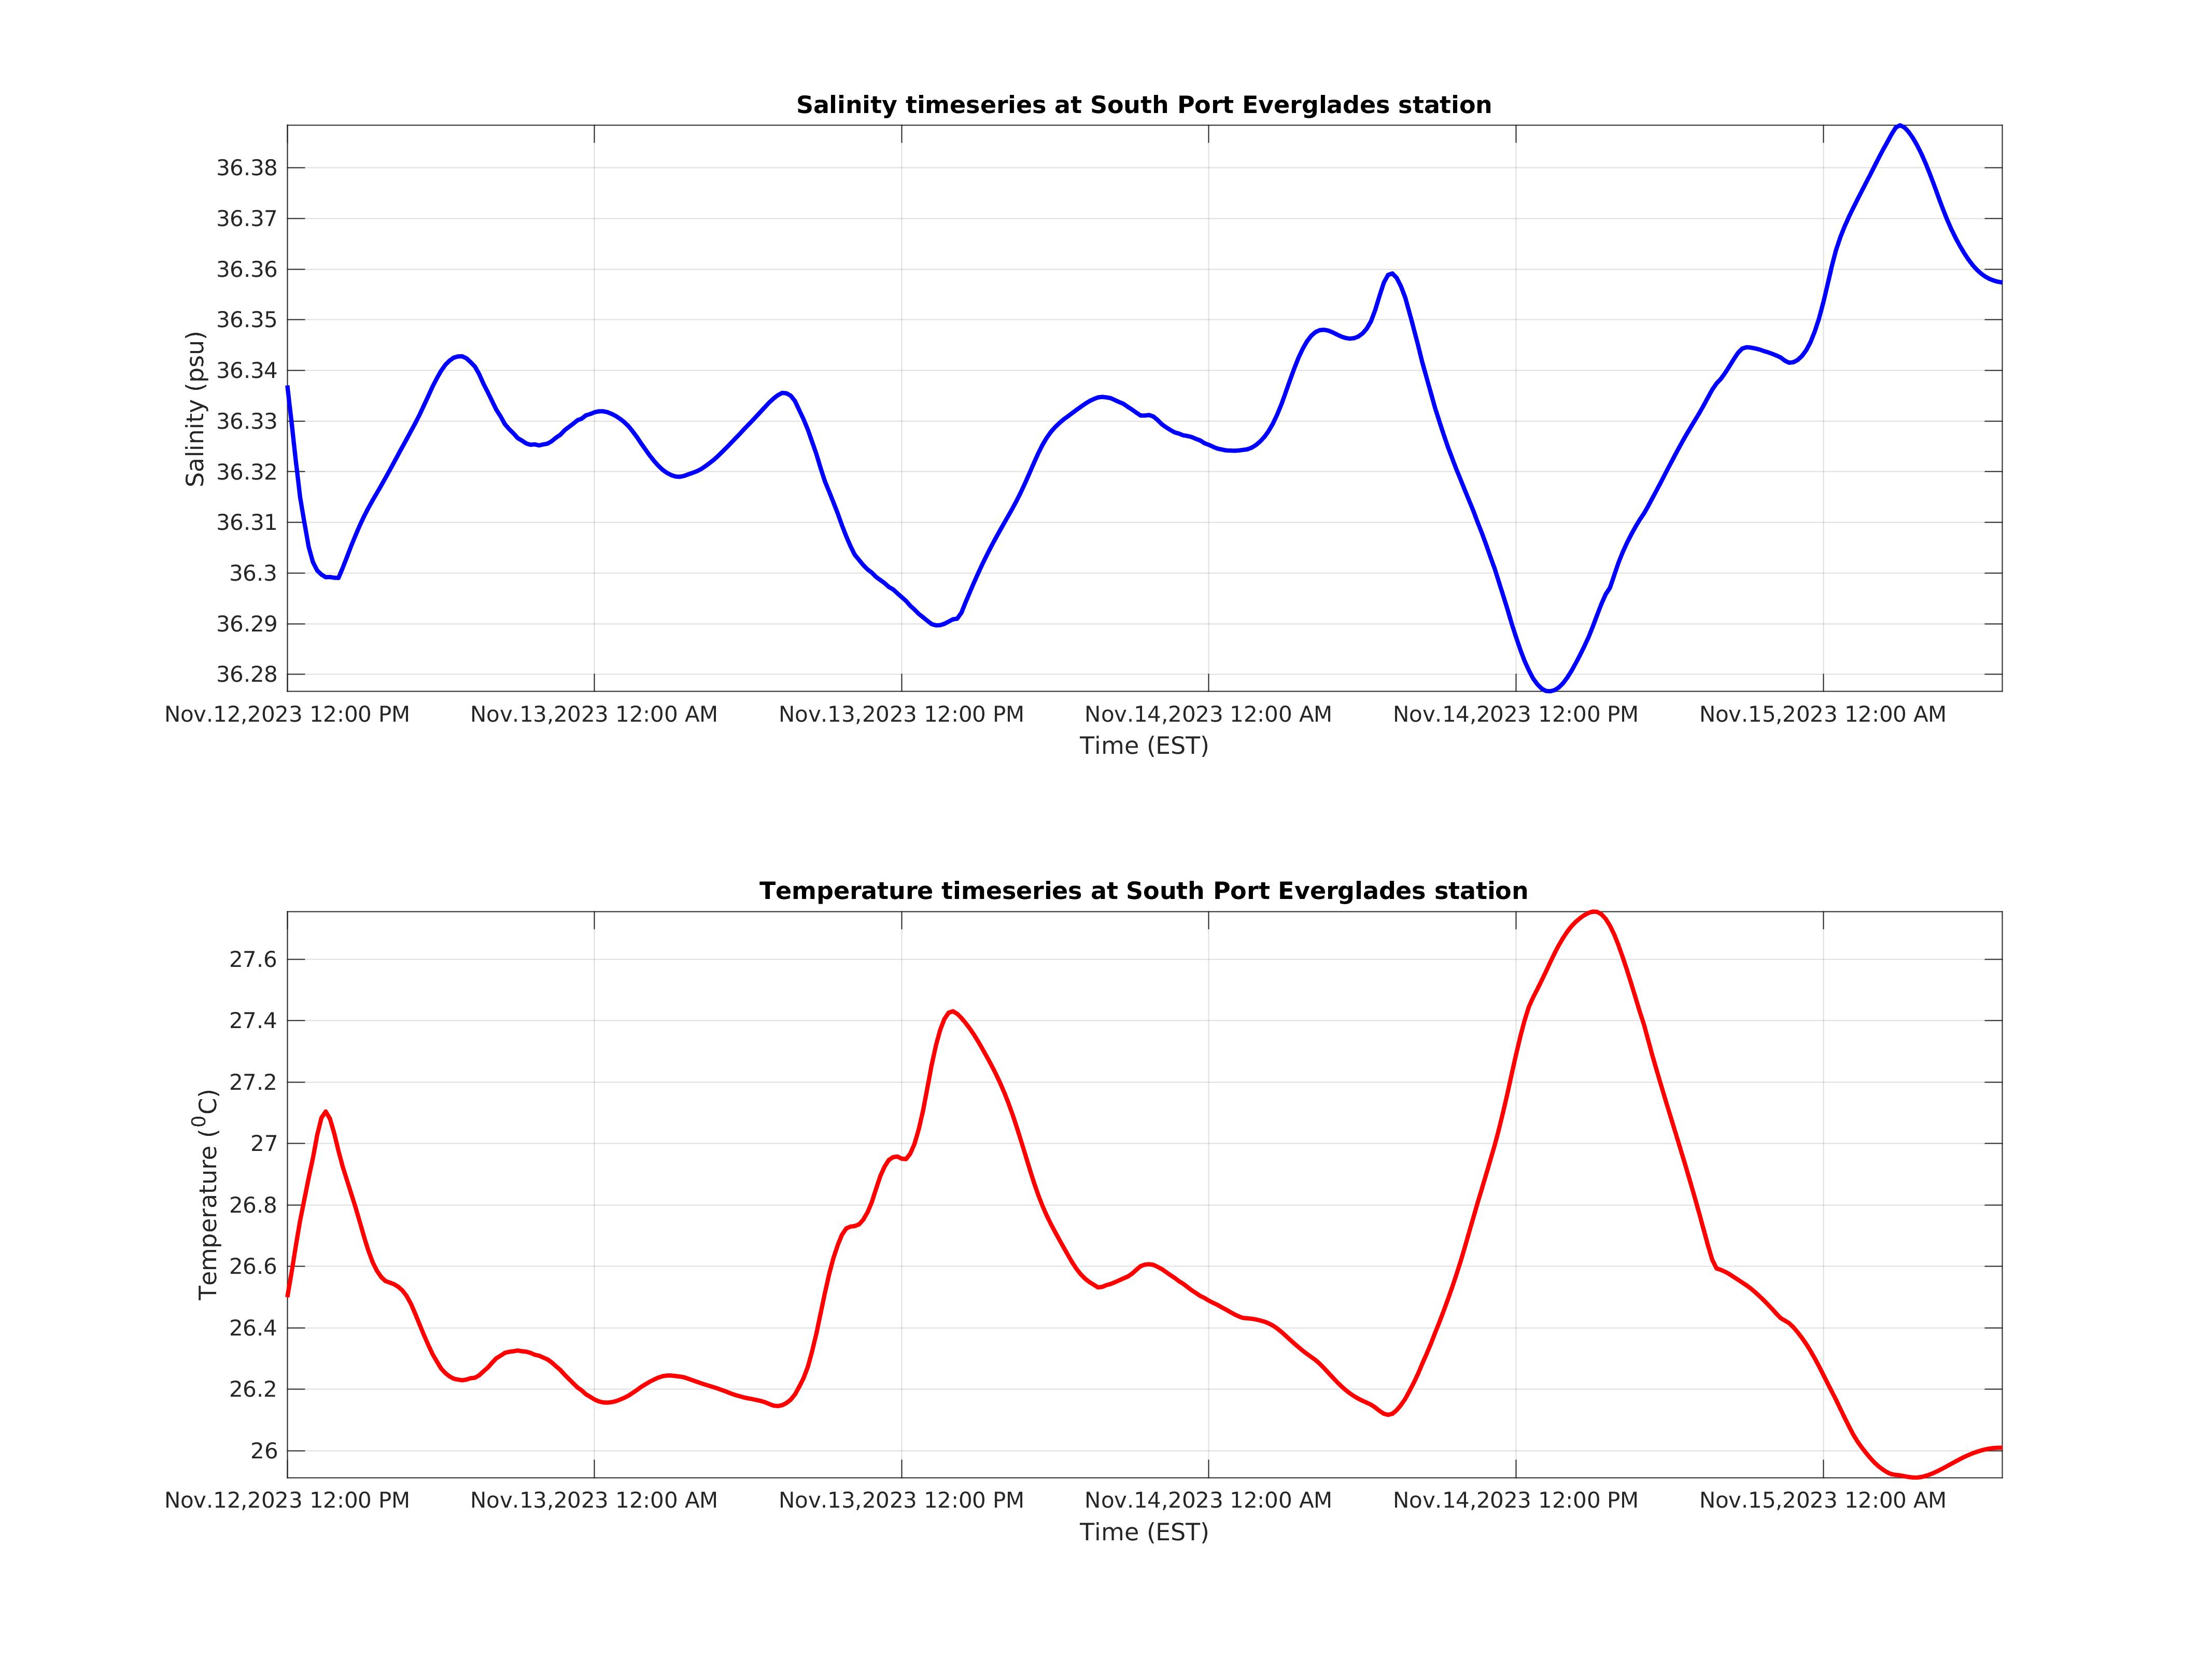 Salinity timeseries at South Port Everglades station
36.38
36.37
36.36
36.35
36.34
36.33
36.32
36.31
36.3
36.29
36.28
Salinity (psu)
Nov.12,2023 12:00 PM Nov.13,2023 12:00 AM Nov.13,2023 12:00 PM Nov.14,2023 12:00 AM Nov.14,2023 12:00 PM Nov.15,2023 12:00 AM
Time (EST)
Temperature timeseries at South Port Everglades station
27.6
27.4
27.2
27
26.8
26.6
26.4
26.2
26
Temperature (⁰C)
Nov.12,2023 12:00 PM Nov.13,2023 12:00 AM Nov.13,2023 12:00 PM Nov.14,2023 12:00 AM Nov.14,2023 12:00 PM Nov.15,2023 12:00 AM
Time (EST)